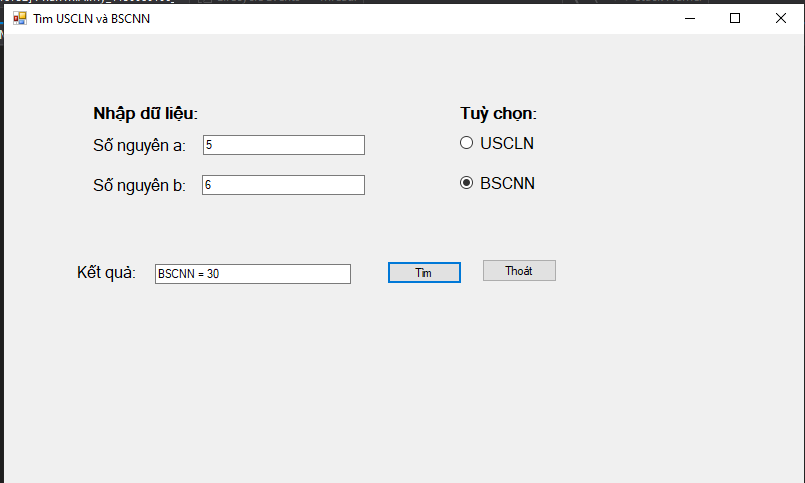 Tìm USCLN và BSCNN
Nhập dữ liệu:
Tuỳ chọn:
Số nguyên a:
5
USCLN
Số nguyên b:
6
BSCNN
Kết quả:
BSCNN = 30
Tìm
Thoát